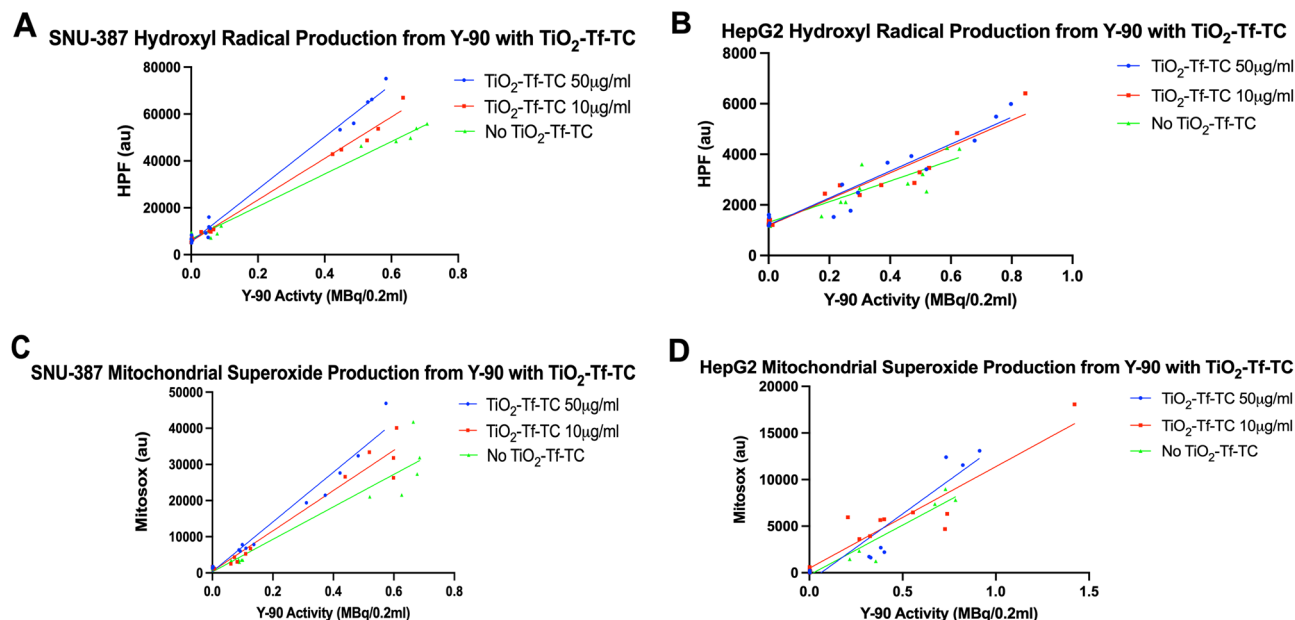 A
SNU-387 Hydroxyl Radical Production from Y-90 with TiO₂-Tf-TC
80000
60000
40000
20000
0
HPF (au)
0.0 0.2 0.4 0.6 0.8
Y-90 Activity (MBq/0.2ml)
TiO₂-Tf-TC 50μg/ml
TiO₂-Tf-TC 10μg/ml
No TiO₂-Tf-TC
B
HepG2 Hydroxyl Radical Production from Y-90 with TiO₂-Tf-TC
8000
6000
4000
2000
0
HPF (au)
0.0 0.2 0.4 0.6 0.8 1.0
Y-90 Activity (MBq/0.2ml)
TiO₂-Tf-TC 50μg/ml
TiO₂-Tf-TC 10μg/ml
No TiO₂-Tf-TC
C
SNU-387 Mitochondrial Superoxide Production from Y-90 with TiO₂-Tf-TC
50000
40000
30000
20000
10000
0
Mitosox (au)
0.0 0.2 0.4 0.6 0.8
Y-90 Activity (MBq/0.2ml)
TiO₂-Tf-TC 50μg/ml
TiO₂-Tf-TC 10μg/ml
No TiO₂-Tf-TC
D
HepG2 Mitochondrial Superoxide Production from Y-90 with TiO₂-Tf-TC
20000
15000
10000
5000
0
Mitosox (au)
0.0 0.5 1.0 1.5
Y-90 Activity (MBq/0.2ml)
TiO₂-Tf-TC 50μg/ml
TiO₂-Tf-TC 10μg/ml
No TiO₂-Tf-TC